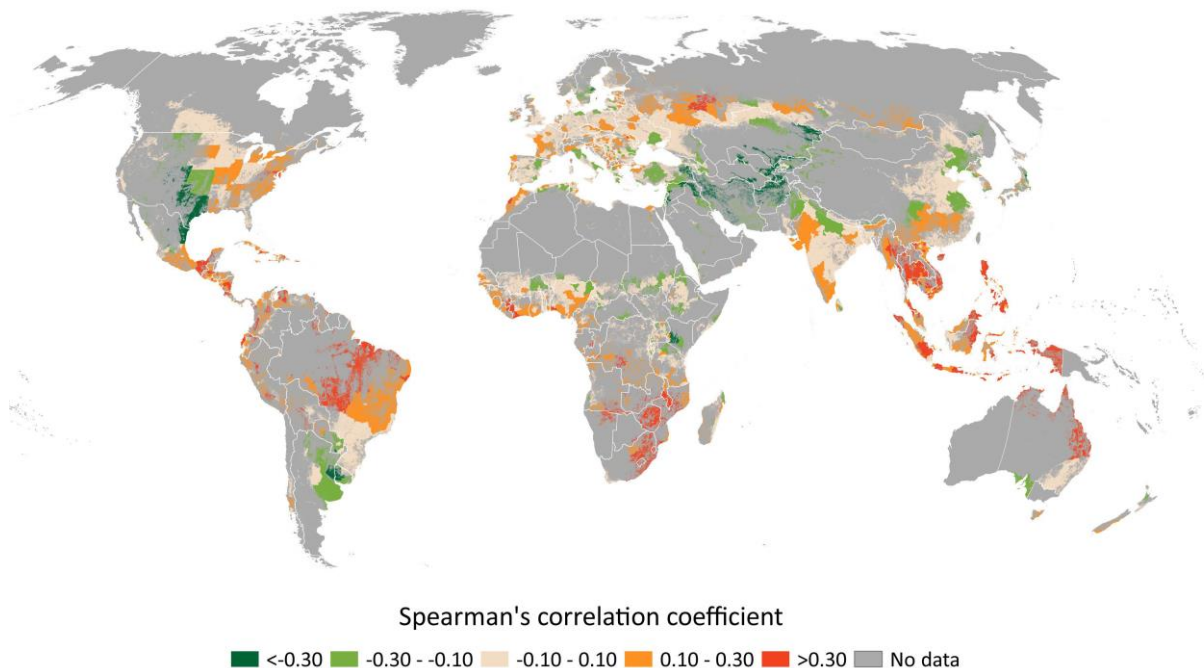 Spearman's correlation coefficient
<-0.30 -0.30 - -0.10 -0.10 - 0.10 0.10 - 0.30 >0.30 No data